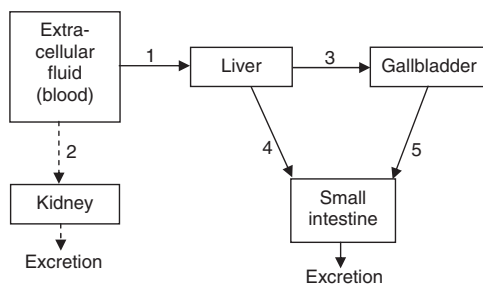 Extra-
cellular
fluid
(blood)
1
Liver
3
Gallbladder
2
4
5
Kidney
Small
intestine
Excretion
Excretion